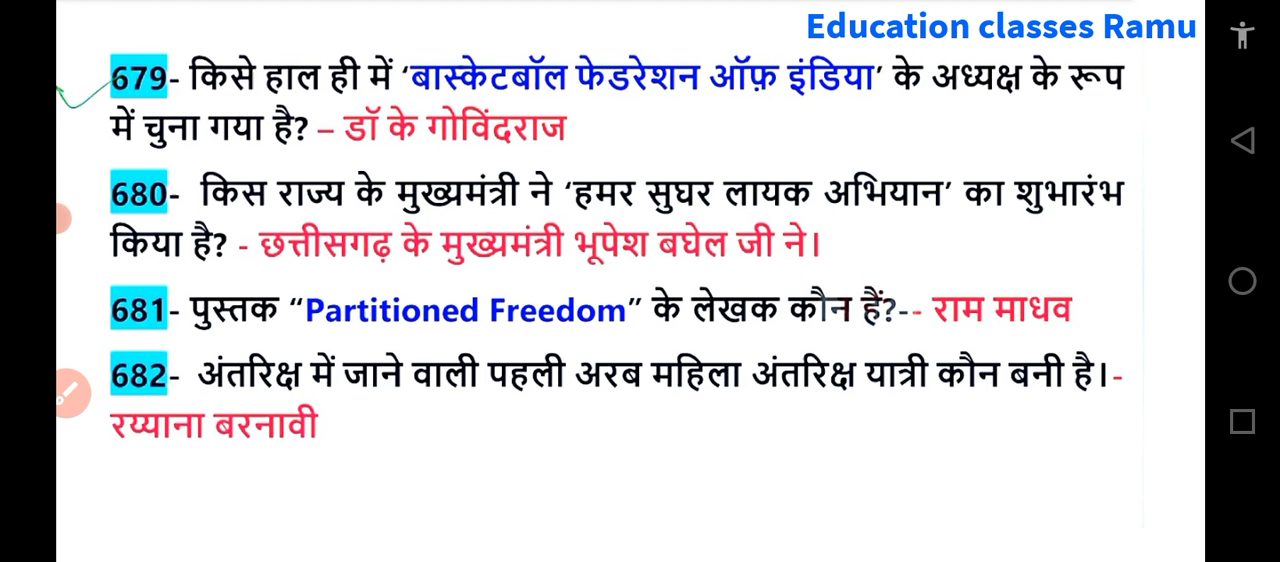 Education classes Ramu
679- किसे हाल ही में ‘बास्केटबॉल फेडरेशन ऑफ़ इंडिया’ के अध्यक्ष के रूप
में चुना गया है? – डॉ के गोविंदराज
680- किस राज्य के मुख्यमंत्री ने ‘हमर सुघर लायक अभियान’ का शुभारंभ
किया है? - छत्तीसगढ़ के मुख्यमंत्री भूपेश बघेल जी ने।
681- पुस्तक “Partitioned Freedom” के लेखक कौन हैं?-- राम माधव
682- अंतरिक्ष में जाने वाली पहली अरब महिला अंतरिक्ष यात्री कौन बनी है।-
रय्याना बरनावी